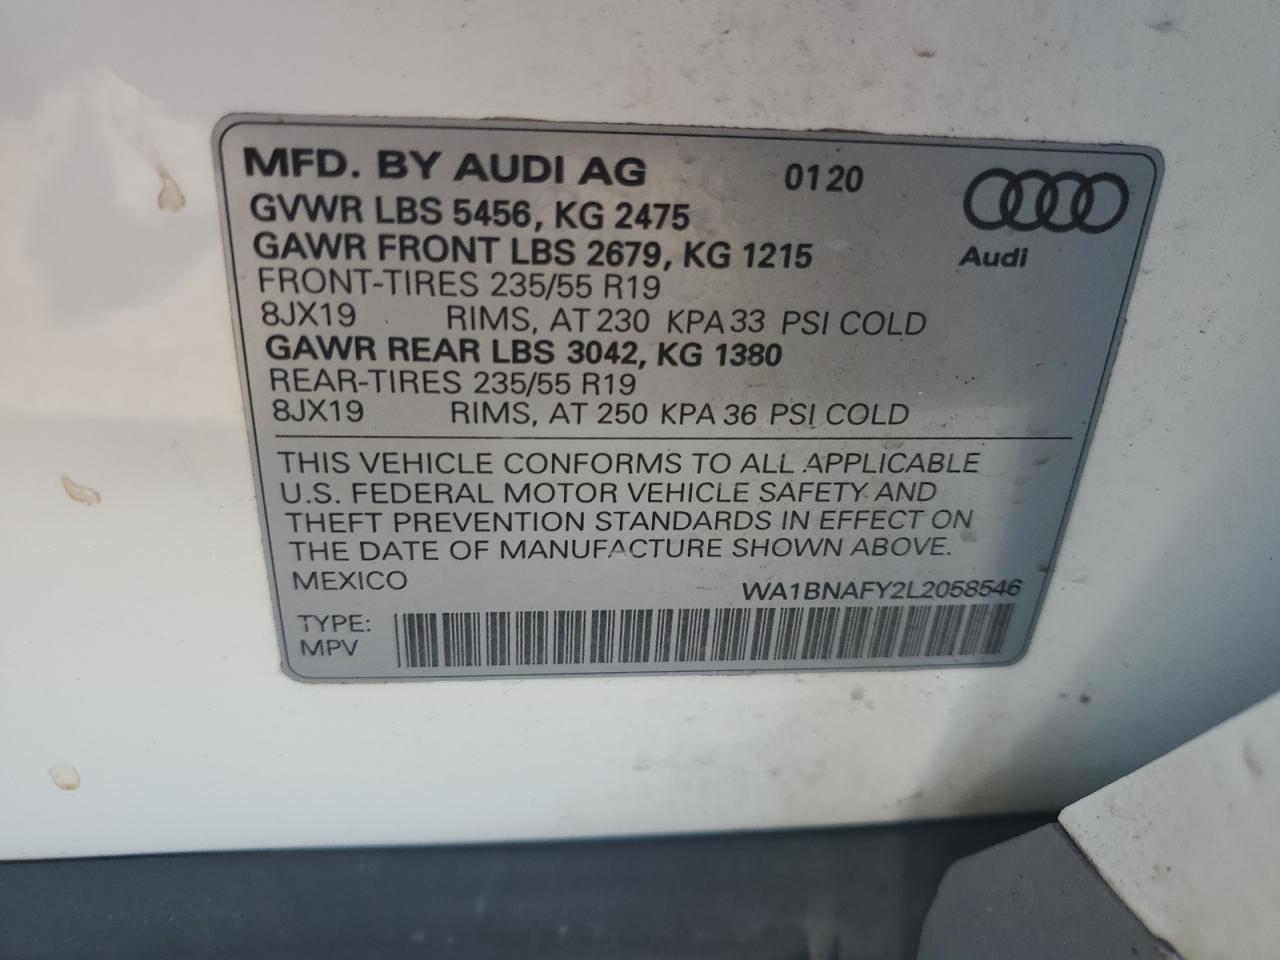 MFD. BY AUDI AG 0120
GVWR LBS 5456, KG 2475
GAWR FRONT LBS 2679, KG 1215
Audi
FRONT-TIRES 235/55 R19
8JX19 RIMS, AT 230 KPA 33 PSI COLD
GAWR REAR LBS 3042, KG 1380
REAR-TIRES 235/55 R19
8JX19 RIMS, AT 250 KPA 36 PSI COLD
THIS VEHICLE CONFORMS TO ALL APPLICABLE
U.S. FEDERAL MOTOR VEHICLE SAFETY AND
THEFT PREVENTION STANDARDS IN EFFECT ON
THE DATE OF MANUFACTURE SHOWN ABOVE.
MEXICO WA1BNAFY2L2058546
TYPE:
MPV